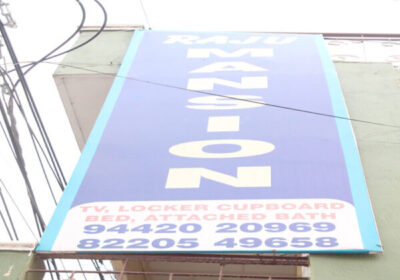 RAJU
MANSION
TV, LOCKER CUPBOARD
BED, ATTACHED BATH
94420 20969
82205 49658